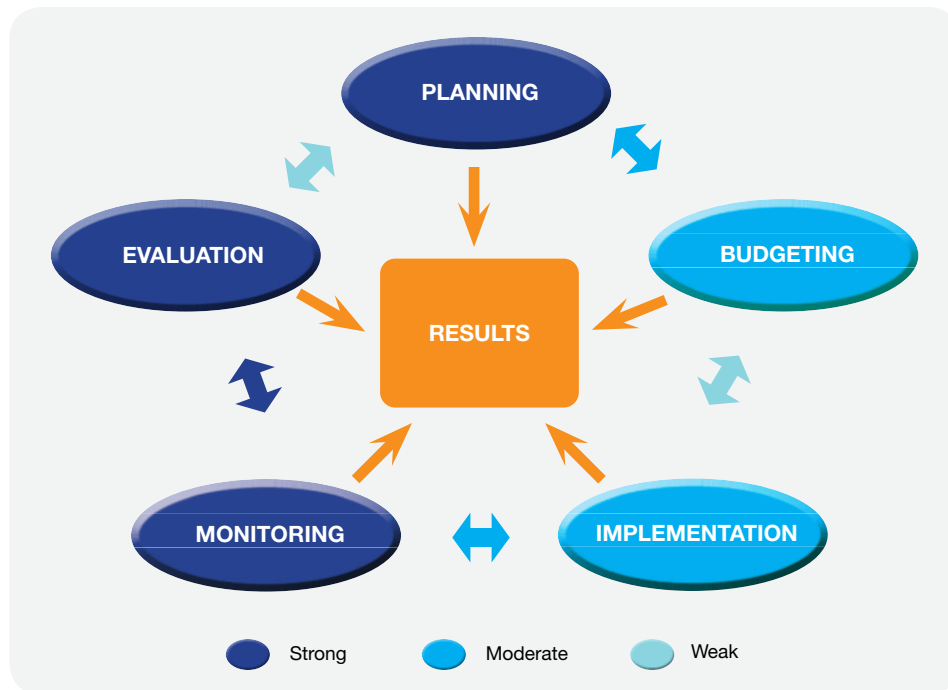 PLANNING
EVALUATION
BUDGETING
RESULTS
MONITORING
IMPLEMENTATION
Strong
Moderate
Weak